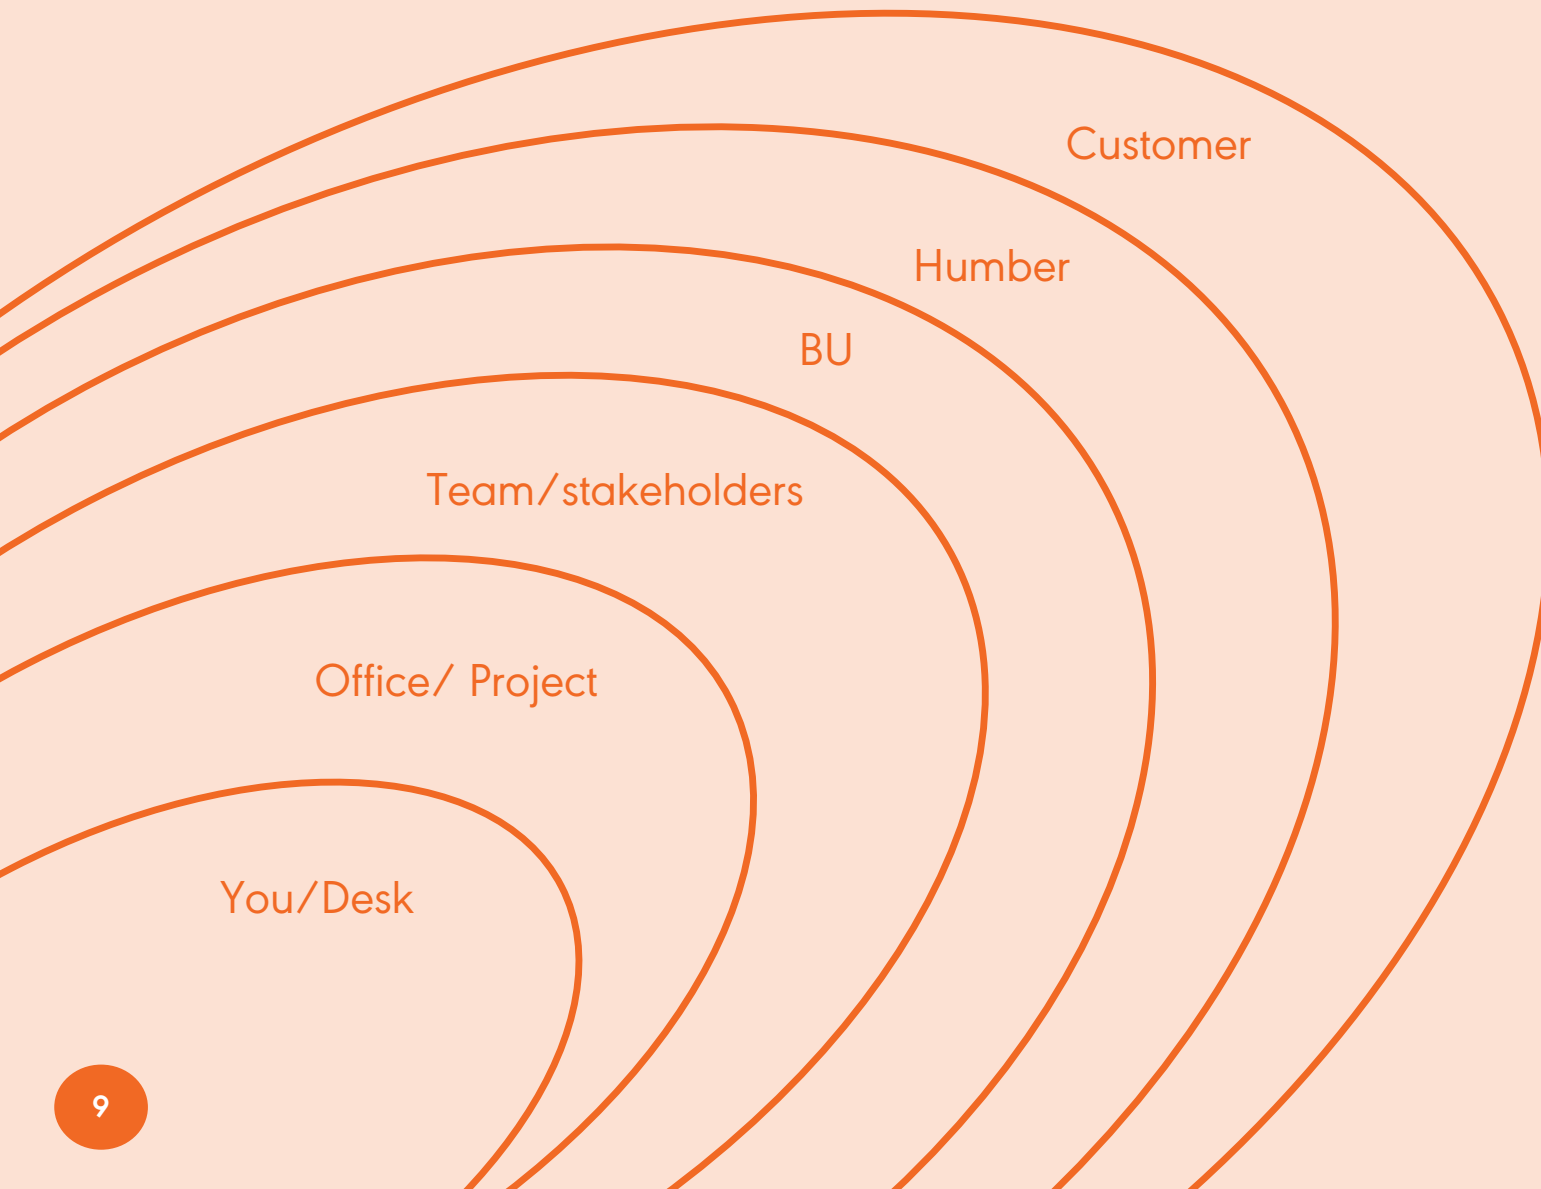 Customer
Humber
BU
Team/stakeholders
Office/ Project
You/Desk
9